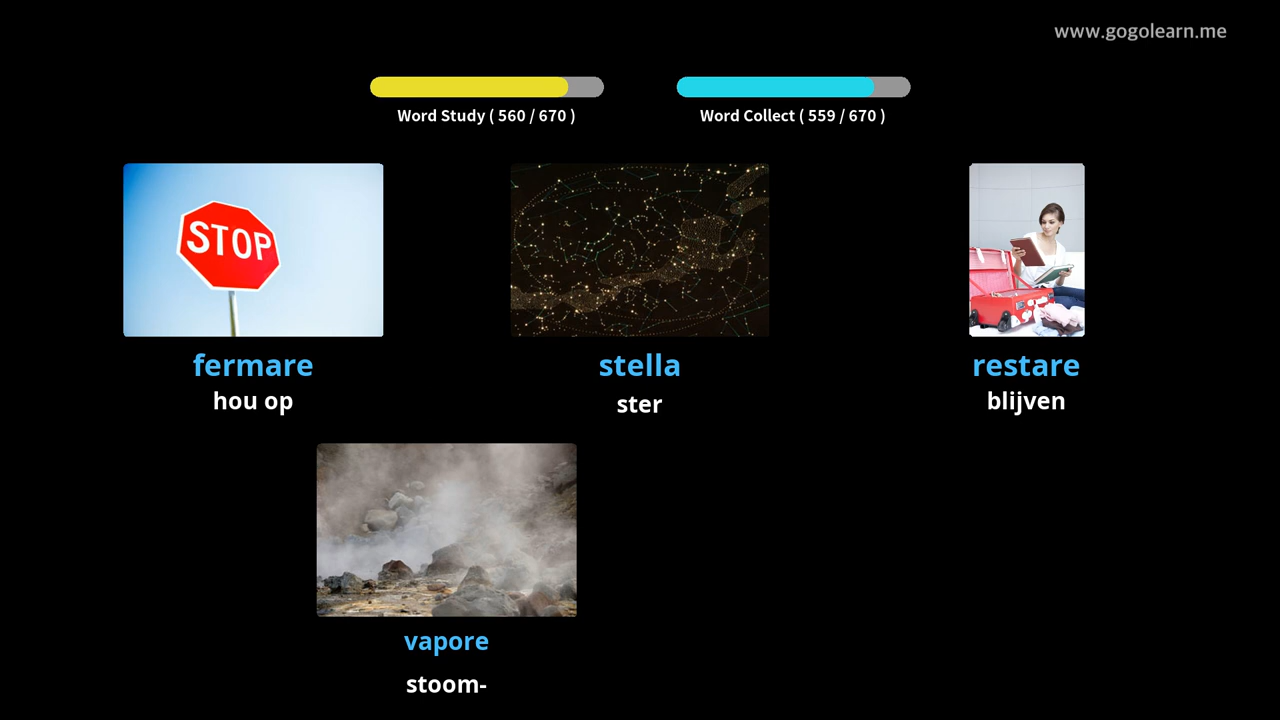 www.gogolearn.me
Word Study ( 560 / 670 )
Word Collect ( 559 / 670 )
STOP
fermare
hou op
stella
ster
restare
blijven
vapore
stoom-